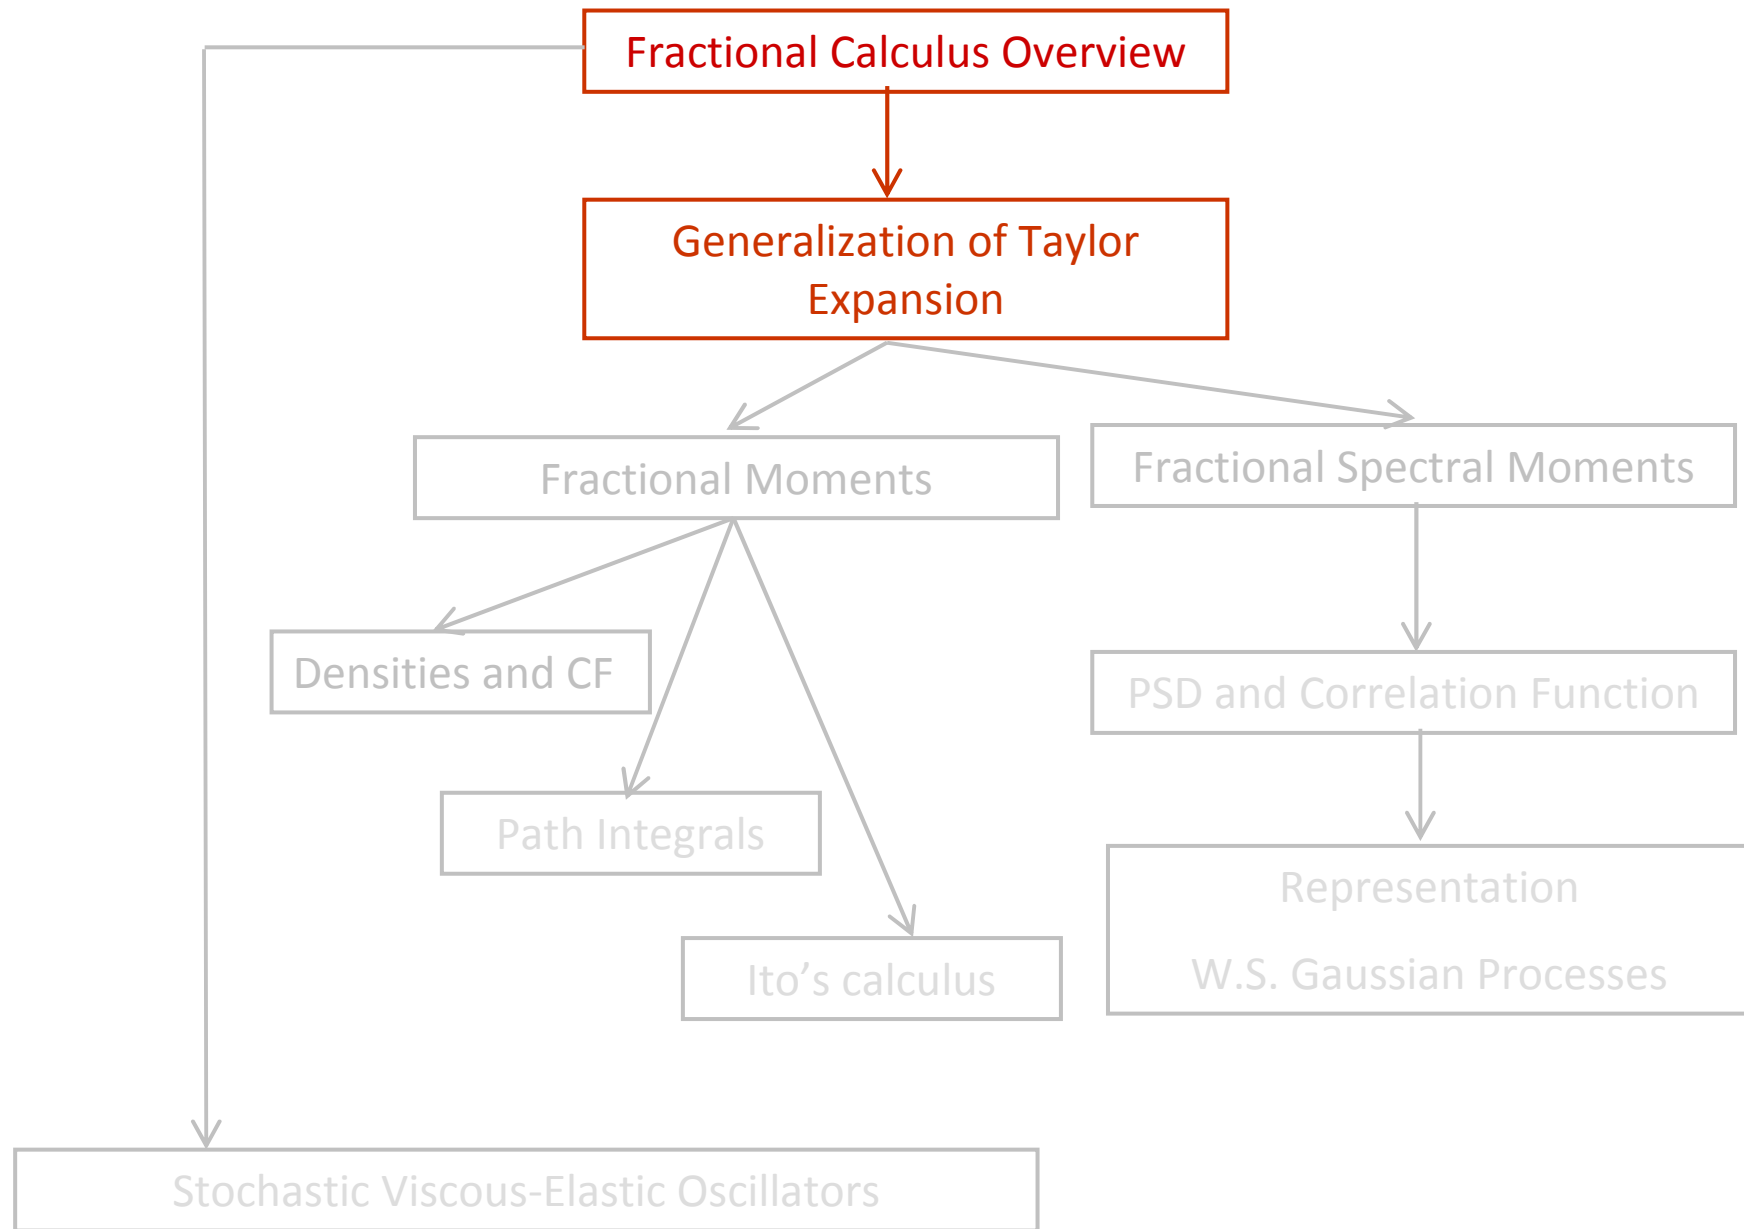 Fractional Calculus Overview
Generalization of Taylor
Expansion
Fractional Moments
Fractional Spectral Moments
Densities and CF
PSD and Correlation Function
Path Integrals
Representation
W.S. Gaussian Processes
Ito’s calculus
Stochastic Viscous-Elastic Oscillators